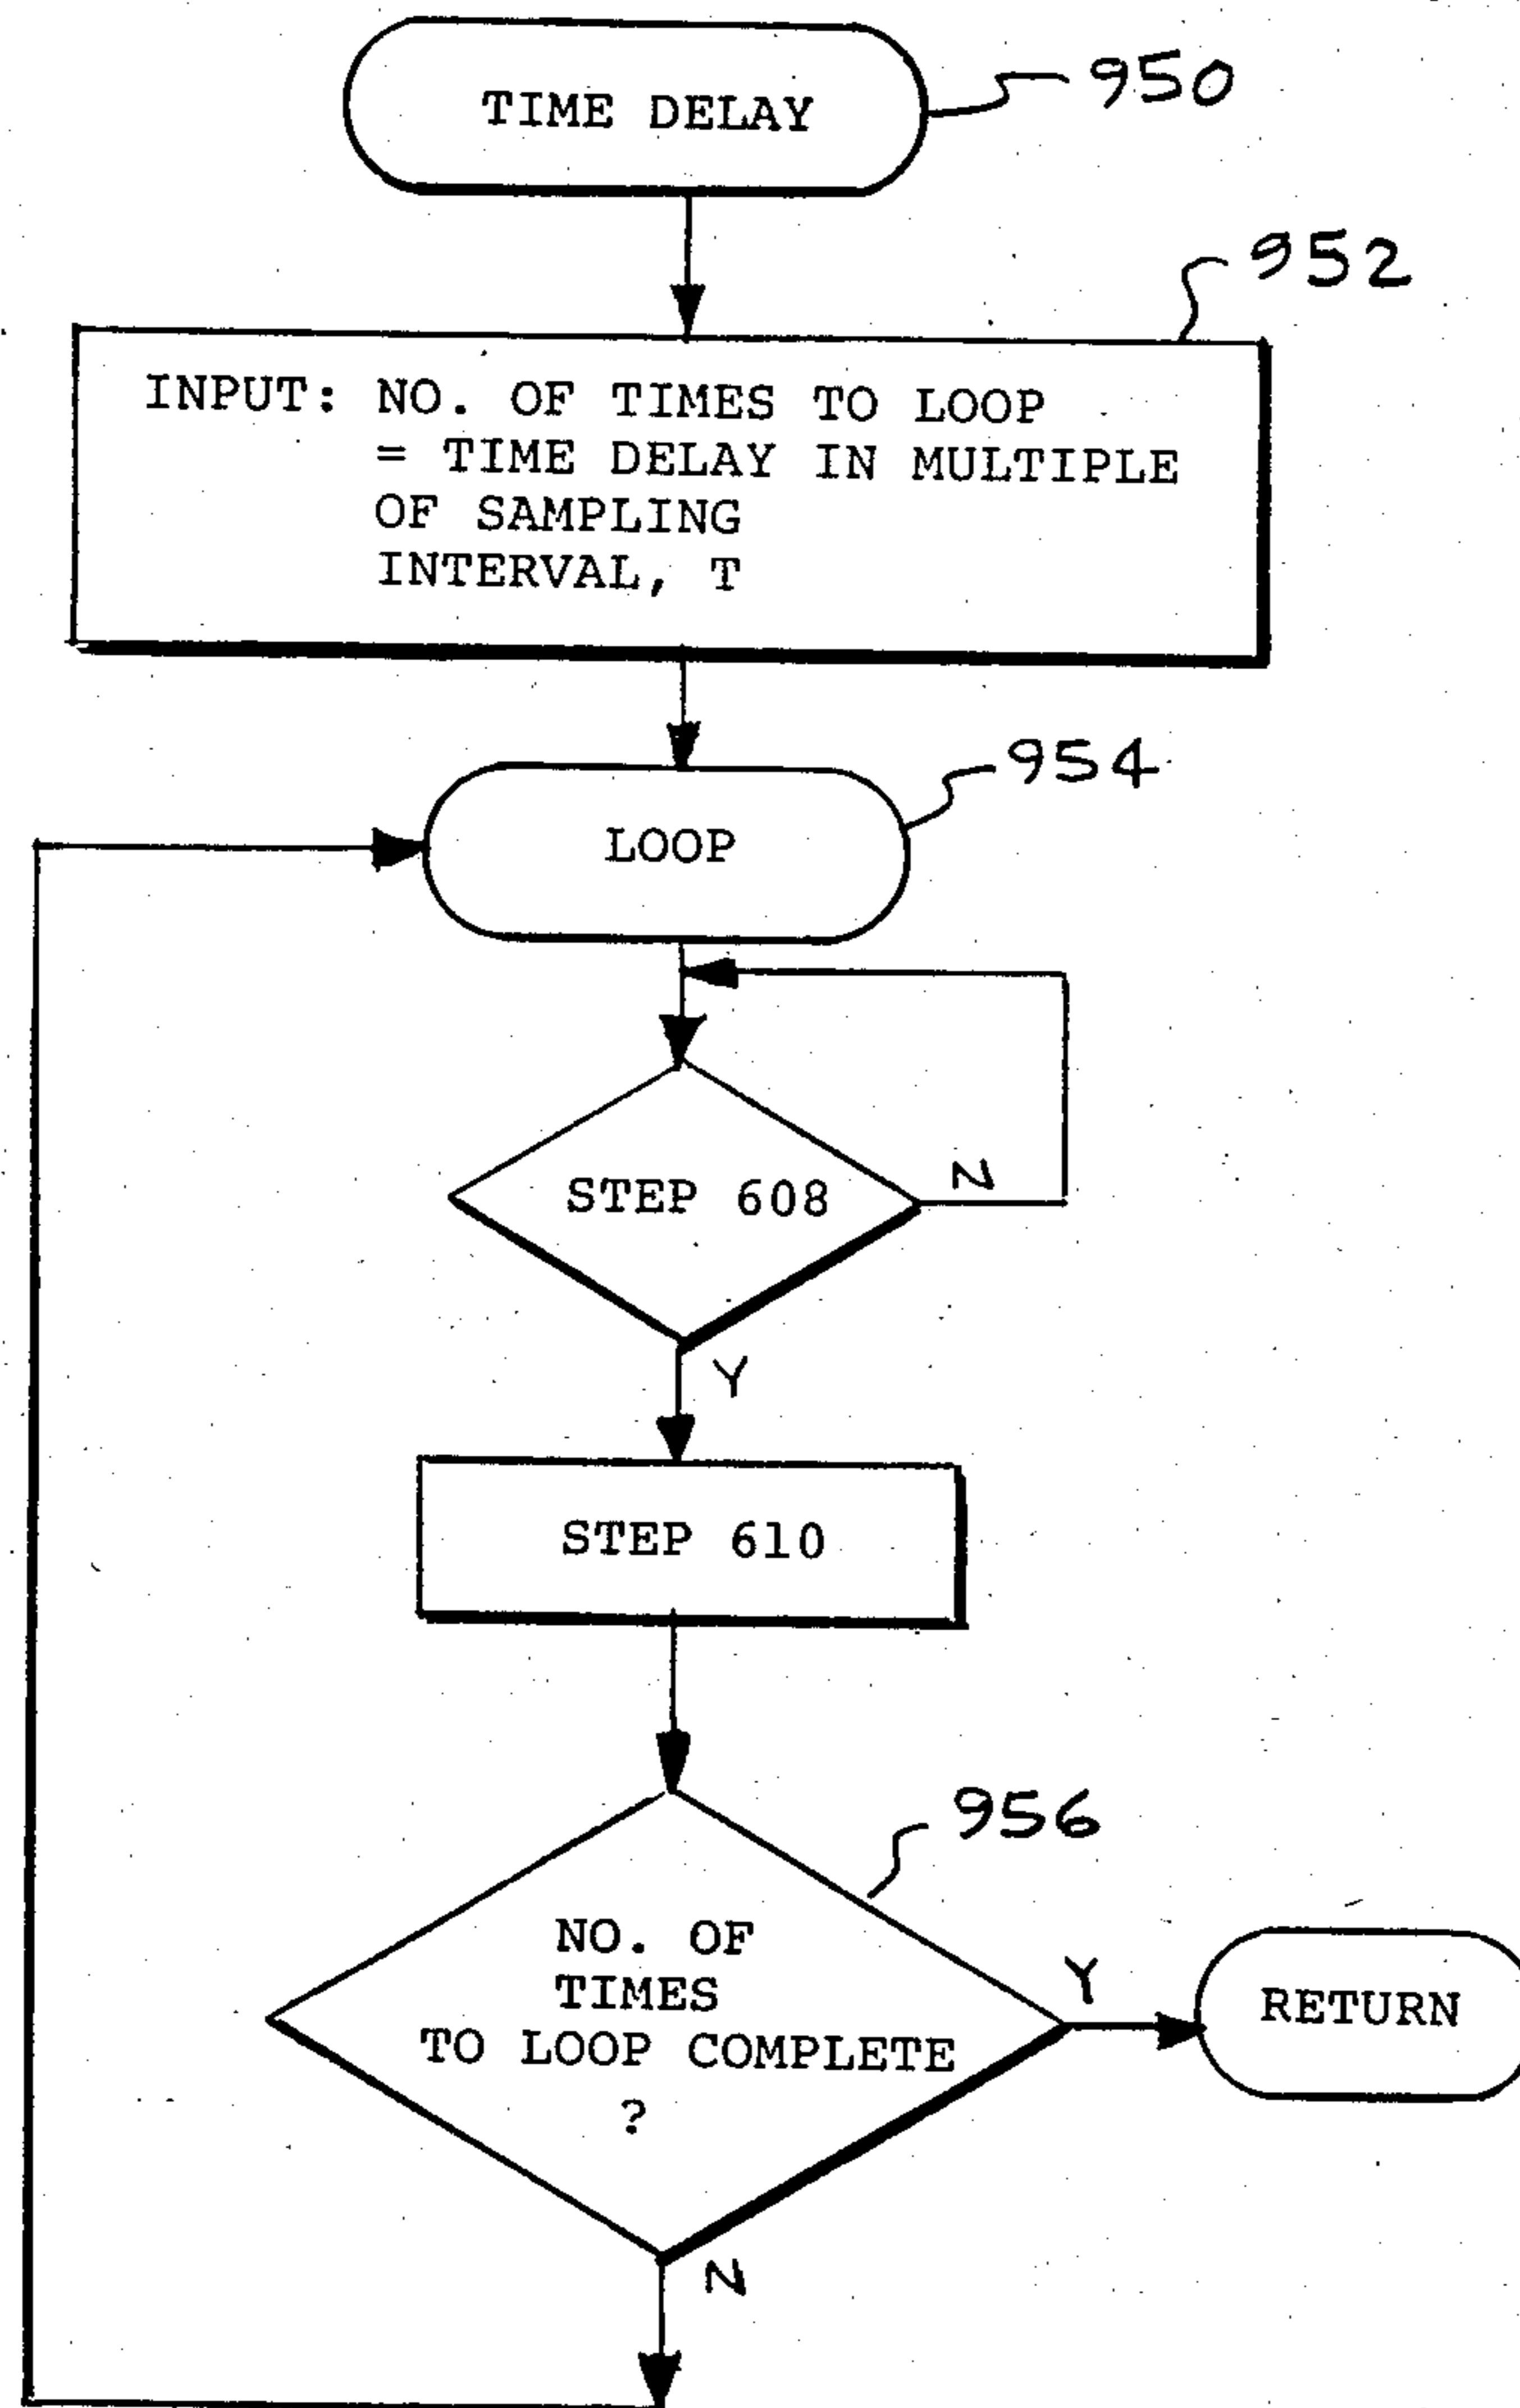 TIME DELAY
950
952
INPUT: NO. OF TIMES TO LOOP
= TIME DELAY IN MULTIPLE
OF SAMPLING
INTERVAL, T
954
LOOP
STEP 608
N
Y
STEP 610
956
NO. OF
TIMES
TO LOOP COMPLETE
?
Y
RETURN
N